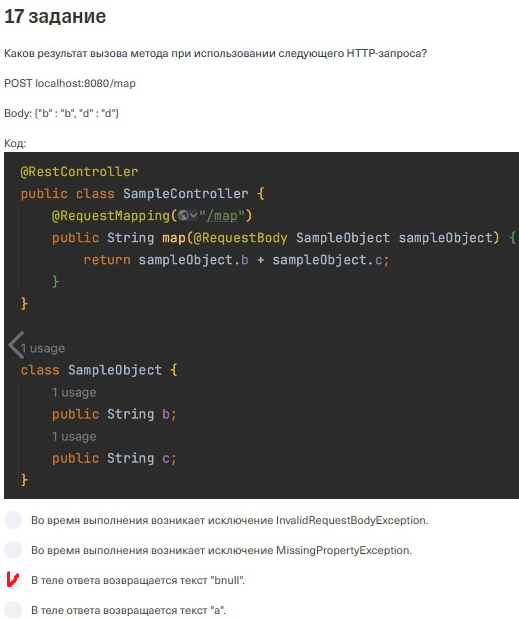 17 задание
Каков результат вызова метода при использовании следующего HTTP-запроса?
POST localhost:8080/map
Body: {"b" : "b", "d" : "d"}
Код:
@RestController
public class SampleController {
@RequestMapping("/map")
public String map(@RequestBody SampleObject sampleObject) {
return sampleObject.b + sampleObject.c;
}
}
1 usage
class SampleObject {
1 usage
public String b;
1 usage
public String c;
}
Во время выполнения возникает исключение InvalidRequestBodyException.
Во время выполнения возникает исключение MissingPropertyException.
В теле ответа возвращается текст "bnull".
В теле ответа возвращается текст "a".